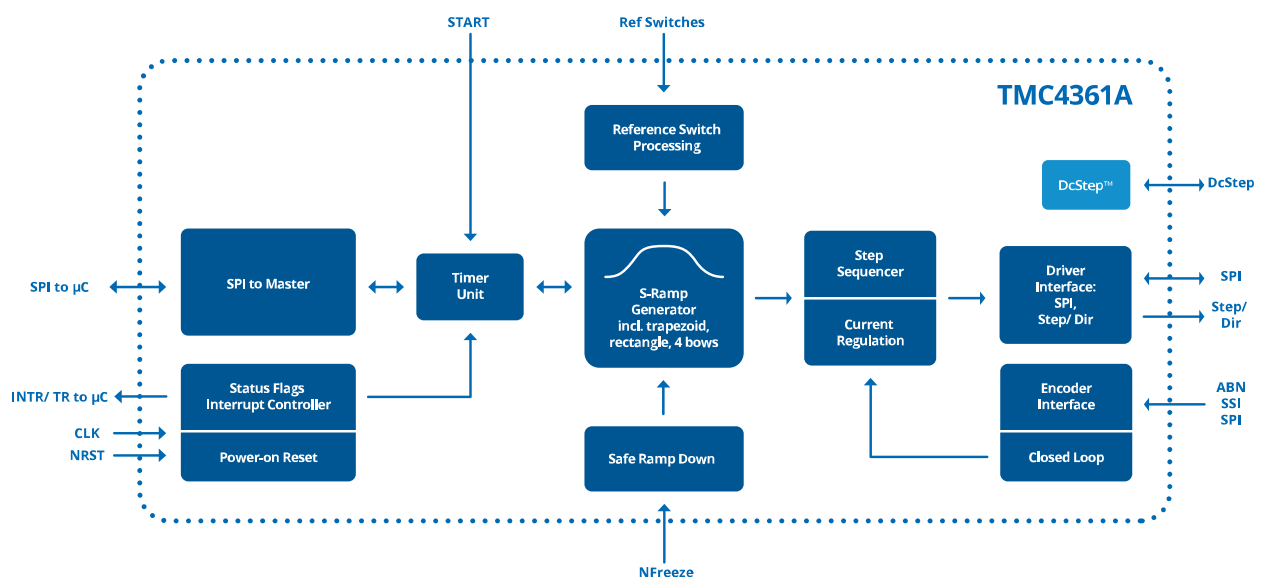 START
Ref Switches
TMC4361A
Reference Switch
Processing
DcStep™
DcStep
SPI to µC
SPI to Master
Timer
Unit
S-Ramp
Generator
incl. trapezoid,
rectangle, 4 bows
Step
Sequencer
Current
Regulation
Driver
Interface:
SPI,
Step/ Dir
SPI
Step/
Dir
INTR/ TR to µC
CLK
NRST
Status Flags
Interrupt Controller
Power-on Reset
Safe Ramp Down
Encoder
Interface
Closed Loop
ABN
SSI
SPI
NFreeze